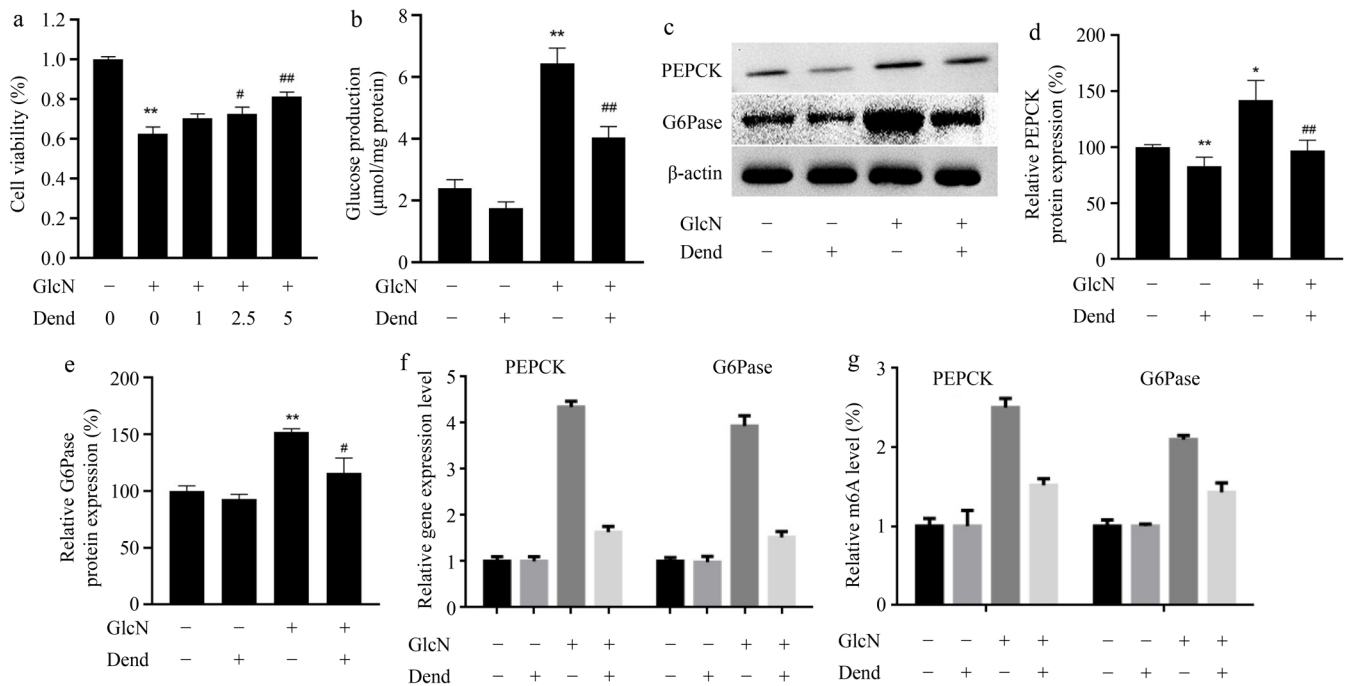 a
Cell viability (%)
1.2
1.0
0.8
0.6
0.4
0.2
0.0
**
#
##
GlcN − + + + +
Dend 0 0 1 2.5 5
b
Glucose production
(μmol/mg protein)
8
6
4
2
0
**
##
GlcN − − + +
Dend − + − +
c
PEPCK
G6Pase
β-actin
GlcN − − + +
Dend − + − +
d
Relative PEPCK
protein expression (%)
200
150
100
50
0
**
*
##
GlcN − − + +
Dend − + − +
e
Relative G6Pase
protein expression (%)
200
150
100
50
0
**
#
GlcN − − + +
Dend − + − +
f
Relative gene expression level
5
4
3
2
1
0
PEPCK
G6Pase
GlcN − − + + − − + +
Dend − + − + − + − +
g
Relative m6A level (%)
3
2
1
0
PEPCK
G6Pase
GlcN − − + + − − + +
Dend − + − + − + − +